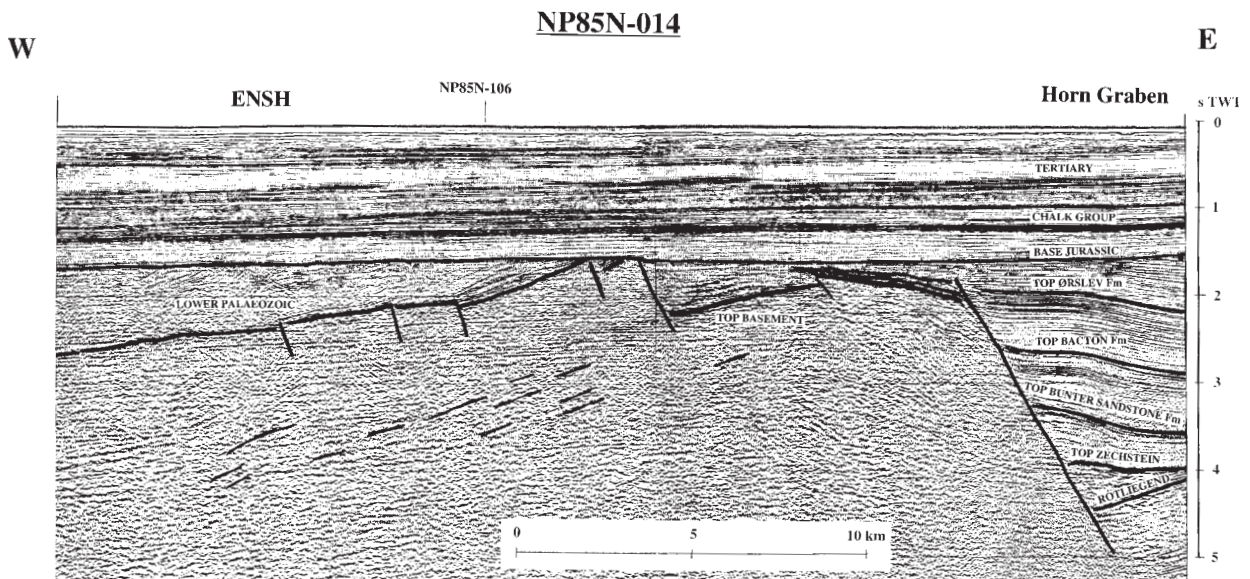 NP85N-014
W
E
ENSH
NP85N-106
Horn Graben
s TWT
0
TERTIARY
1
CHALK GROUP
BASE JURASSIC
TOP ØRSLEV Fm
2
LOWER PALAEOZOIC
TOP BASEMENT
TOP BACTON Fm
3
TOP BUNTER SANDSTONE Fm
TOP ZECHSTEIN
4
ROTLIEGEND
0 5 10 km
5